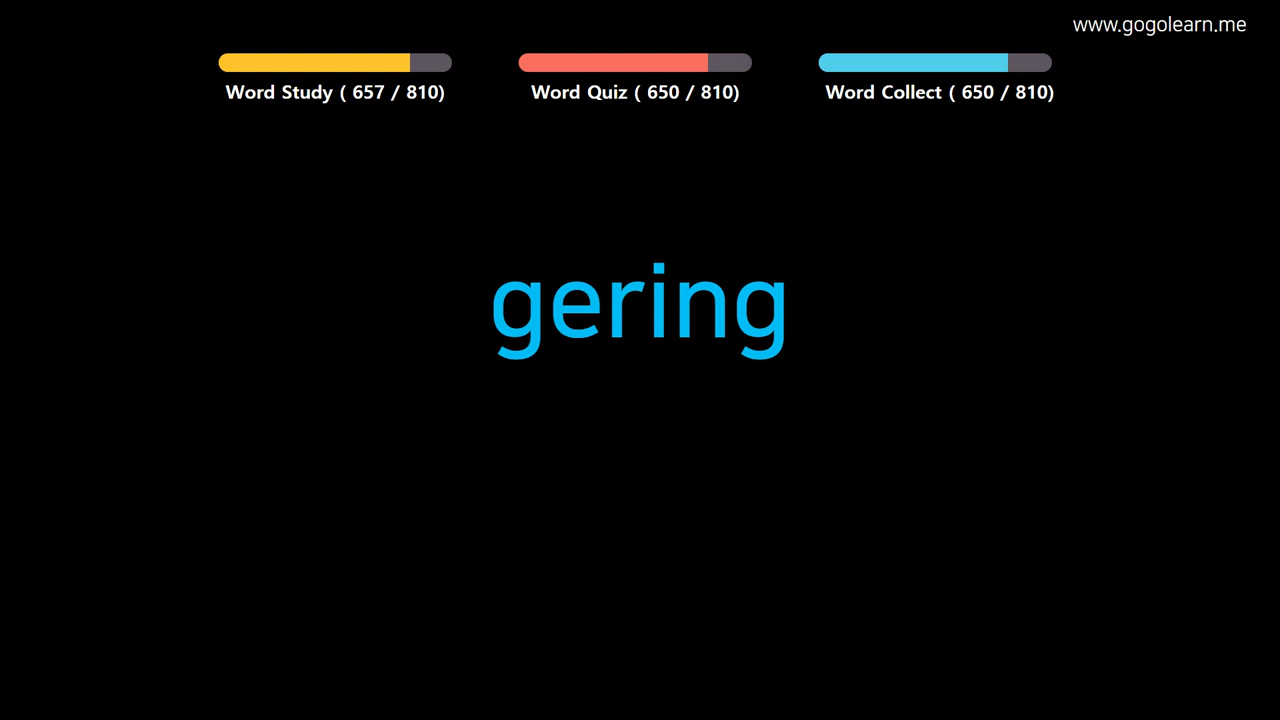 www.gogolearn.me
Word Study ( 657 / 810)
Word Quiz ( 650 / 810)
Word Collect ( 650 / 810)
gering